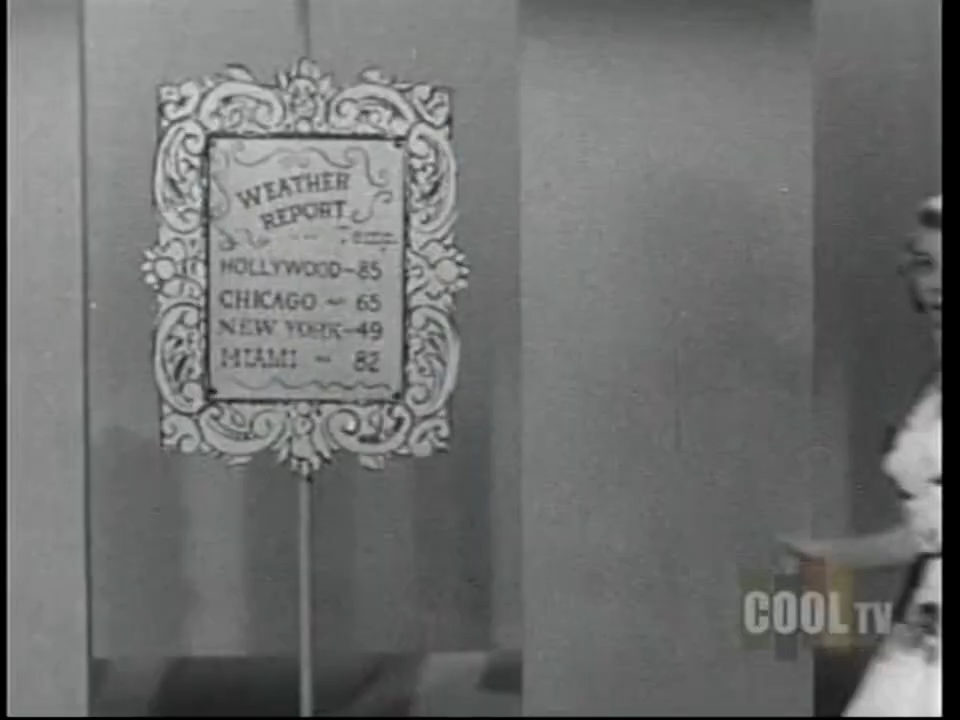 WEATHER
REPORT
HOLLYWOOD-85
CHICAGO - 65
NEW YORK-49
MIAMI - 82
COOL TV